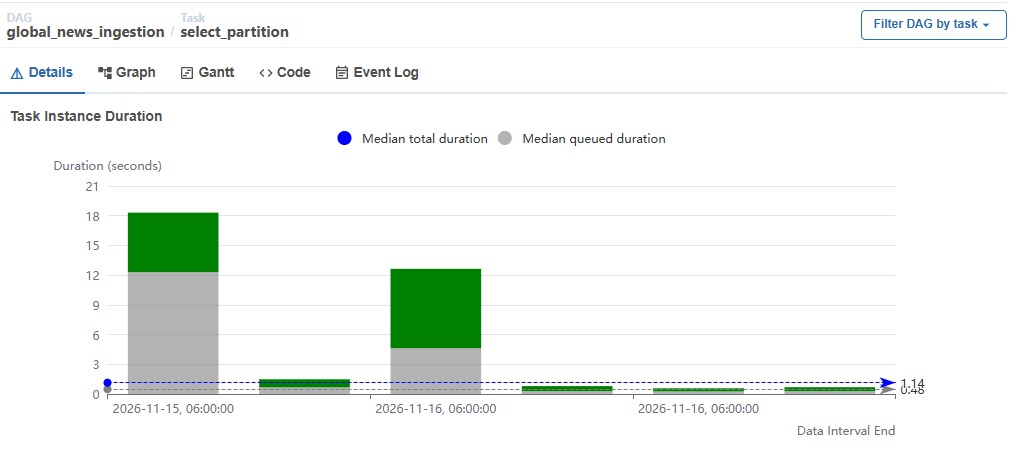 DAG
Task
global_news_ingestion / select_partition
Filter DAG by task
Details
Graph
Gantt
Code
Event Log
Task Instance Duration
Median total duration
Median queued duration
Duration (seconds)
21
18
15
12
9
6
3
0
1.14
0.48
2026-11-15, 06:00:00
2026-11-16, 06:00:00
2026-11-16, 06:00:00
Data Interval End